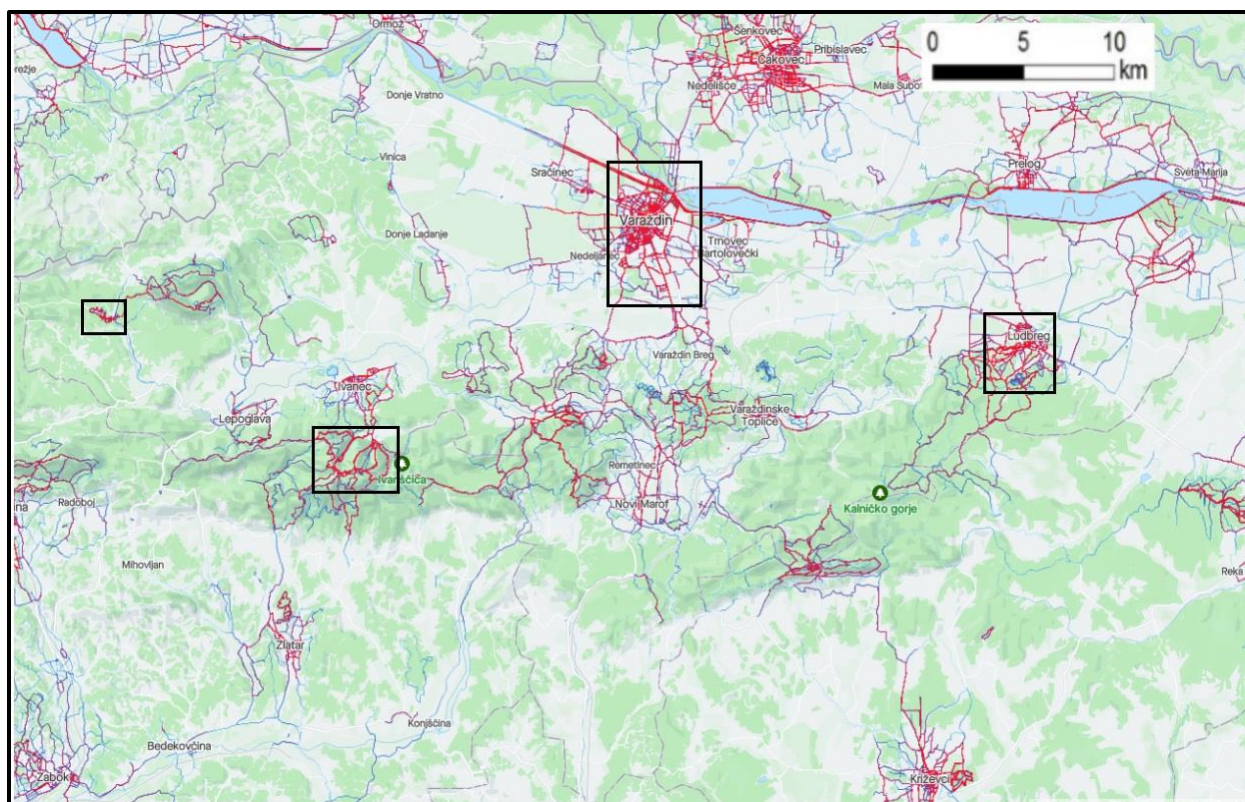 Ormož
Šenkovec
Pribislavec
Čakovec
Nedelišće
0 5 10
km
Donje Vratno
Vinica
Sračinec
Prelog
Sveta Marija
Varaždin
Donje Ladanje
Nedeljanec
Trnovec
Bartolovečki
Ludbreg
Varaždin Breg
Ivanec
Lepoglava
Varaždinske
Toplice
Remetinec
Ivanščica
Radoboj
Novi Marof
Kalničko gorje
Mihovljan
Reka
Zlatar
Konjščina
Bedekovčina
Zabok
Križevci